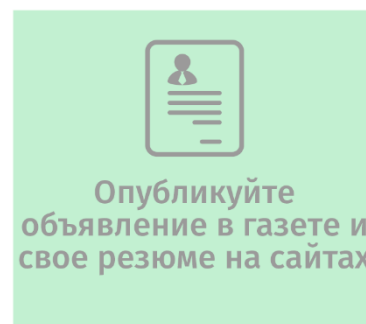 Опубликуйте
объявление в газете и
свое резюме на сайтах